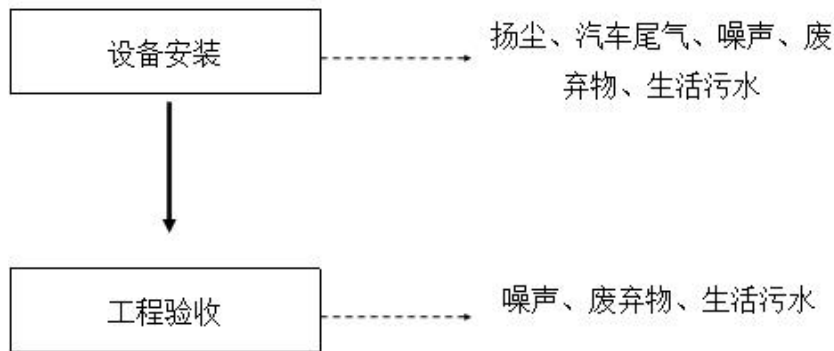 设备安装
扬尘、汽车尾气、噪声、废
弃物、生活污水
工程验收
噪声、废弃物、生活污水